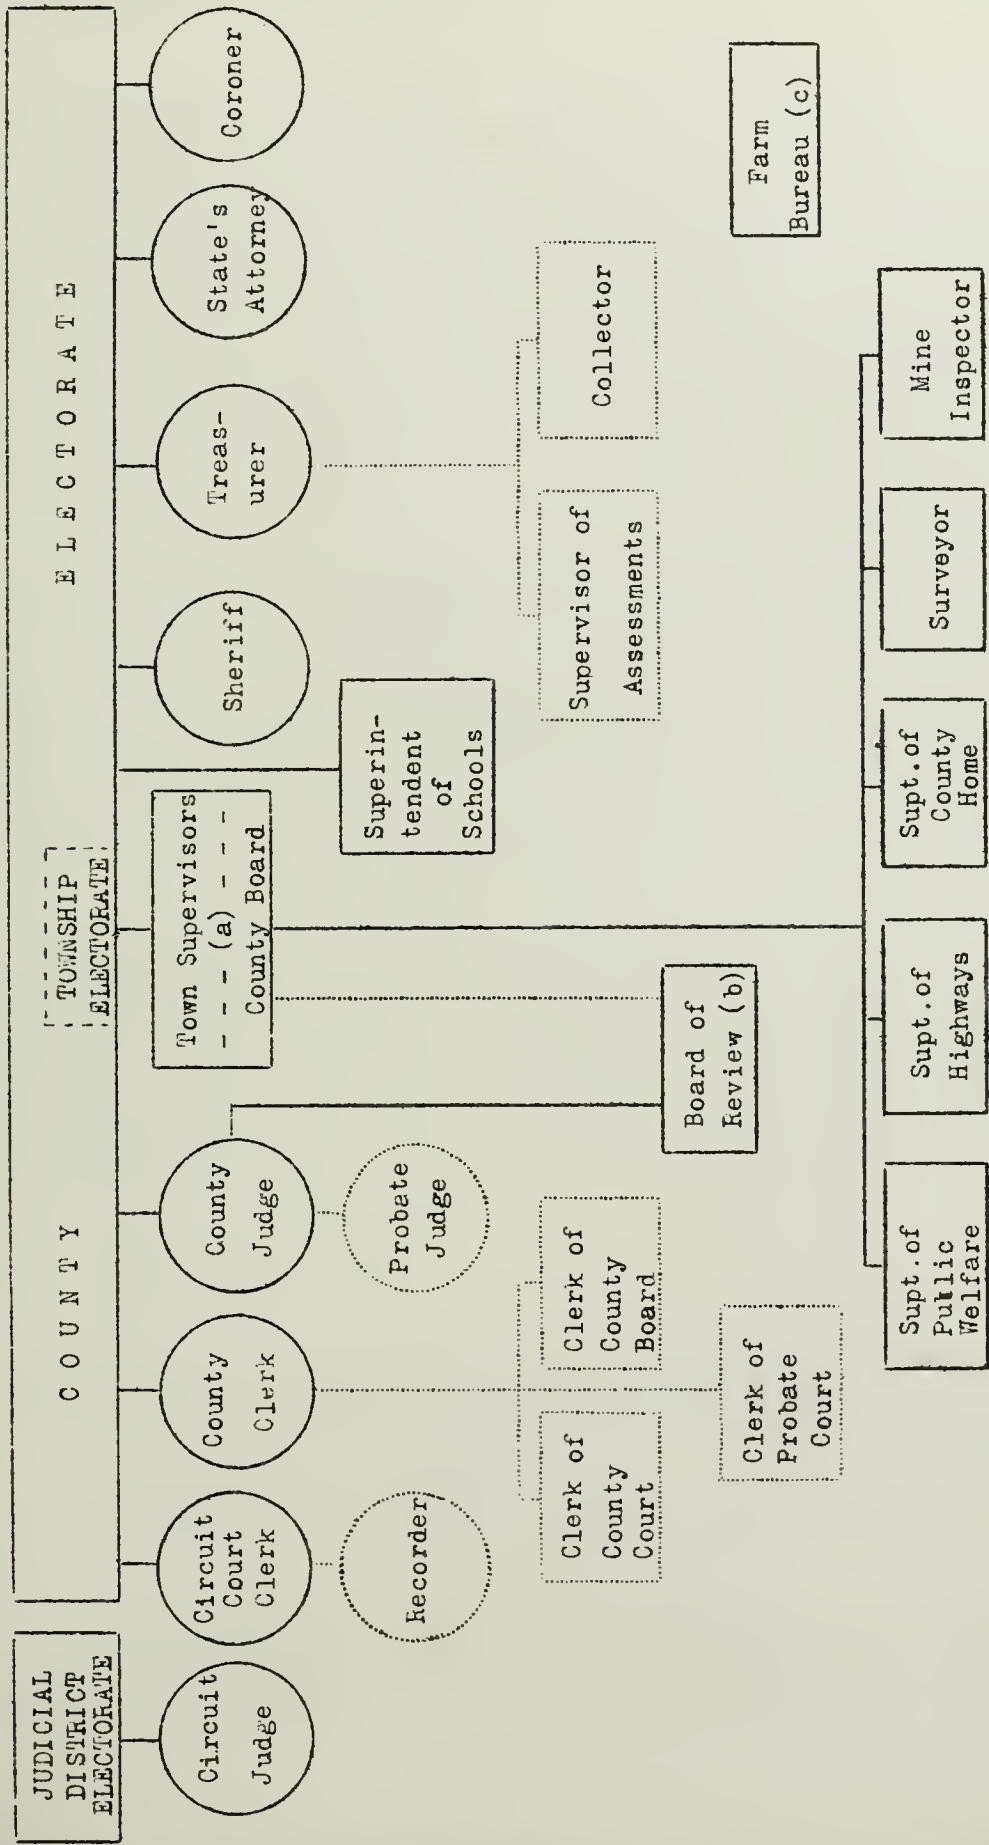 JUDICIAL
DISTRICT
ELECTORATE
COUNTY ELECTORATE
TOWNSHIP
ELECTORATE
Circuit
Judge
Circuit
Court
Clerk
County
Clerk
County
Judge
Town Supervisors
- - - (a) - - -
County Board
Sheriff
Treas-
urer
State's
Attorney
Coroner
Recorder
Probate
Judge
Superin-
tendent
of
Schools
Clerk of
County
Court
Clerk of
County
Board
Supervisor of
Assessments
Collector
Clerk of
Probate
Court
Board of
Review (b)
Farm
Bureau (c)
Supt.of
Public
Welfare
Supt.of
Highways
Supt.of
County
Home
Surveyor
Mine
Inspector